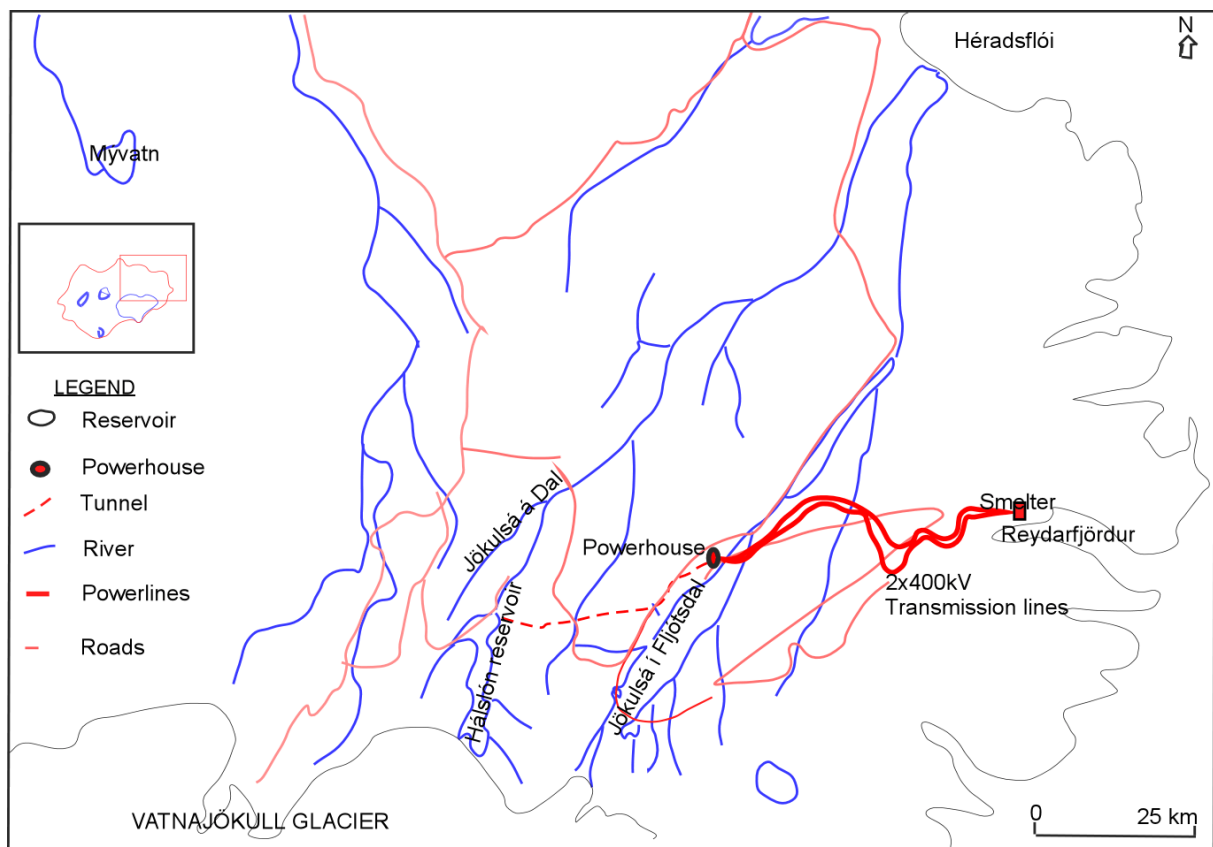 N
Héradsflói
Mývatn
LEGEND
Reservoir
Powerhouse
Tunnel
River
Powerlines
Roads
Jökulsá á Dal
Hálslón reservoir
Powerhouse
Jökulsá í Fljótsdal
Smelter
Reydarfjördur
2x400kV
Transmission lines
VATNAJÖKULL GLACIER
0
25 km